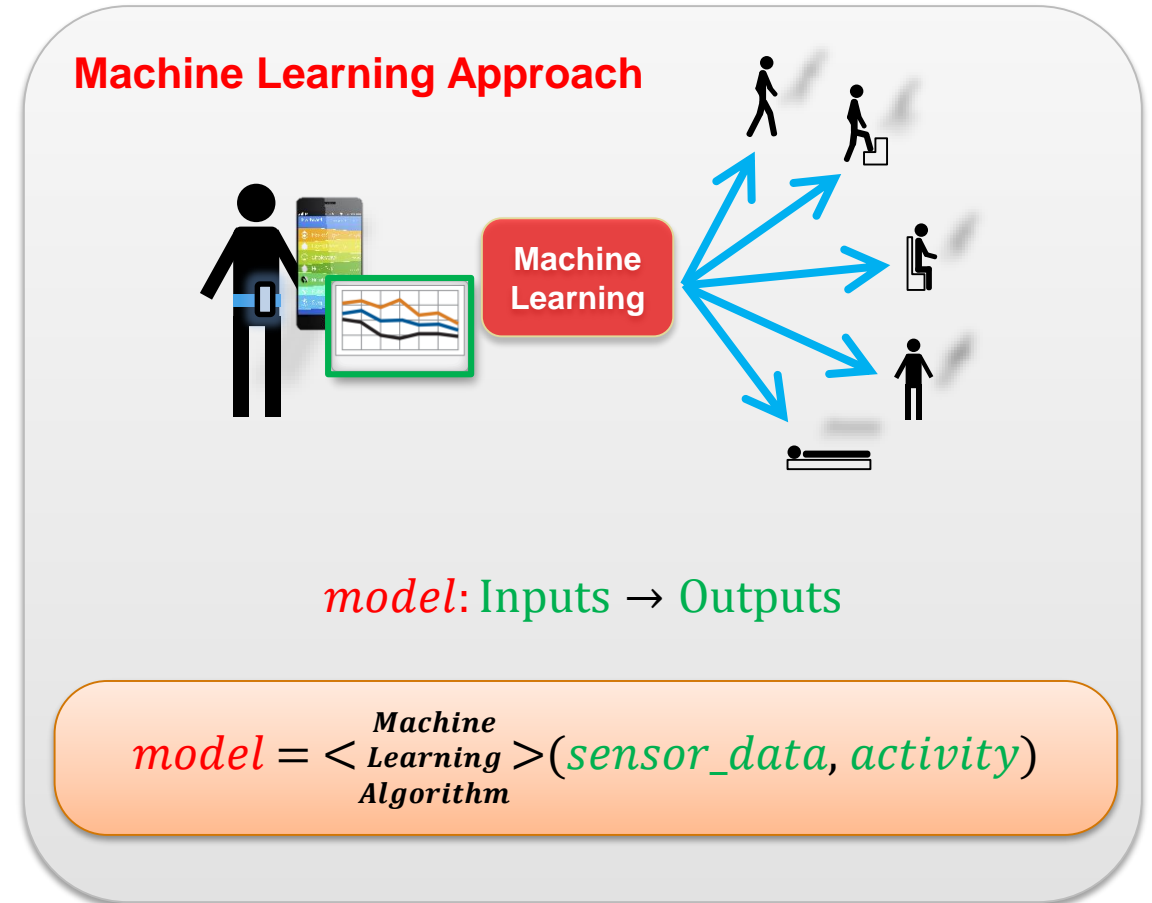 Machine Learning Approach
Machine
Learning
model: Inputs → Outputs
model = < Machine Learning Algorithm >(sensor_data, activity)